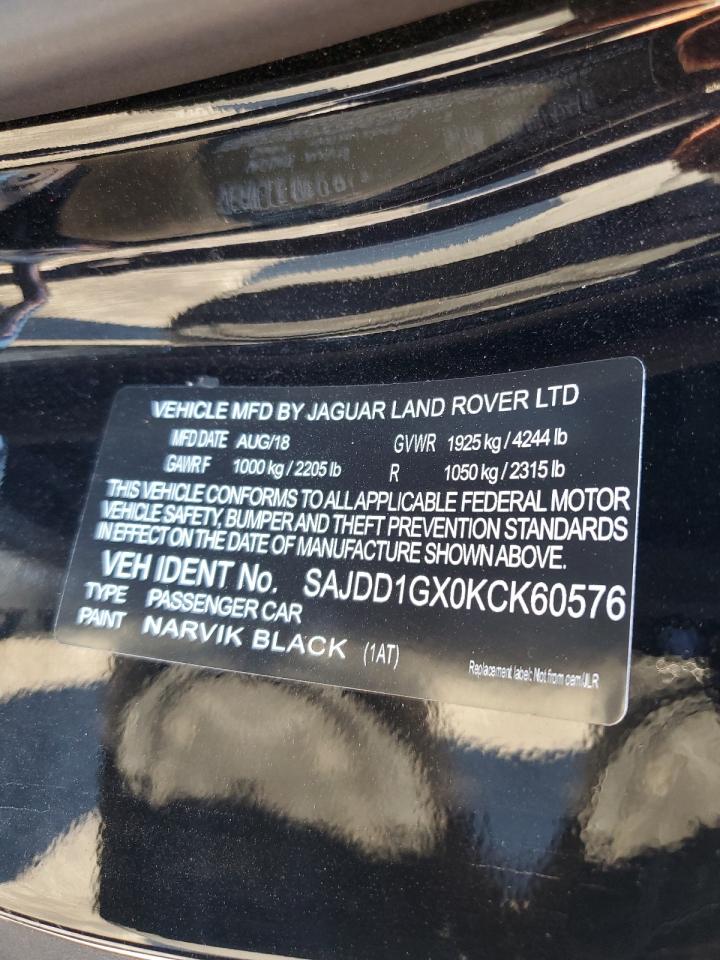 VEHICLE MFD BY JAGUAR LAND ROVER LTD
MFD DATE AUG/18 GVWR 1925 kg / 4244 lb
GAWR F 1000 kg / 2205 lb R 1050 kg / 2315 lb
THIS VEHICLE CONFORMS TO ALL APPLICABLE FEDERAL MOTOR
VEHICLE SAFETY, BUMPER AND THEFT PREVENTION STANDARDS
IN EFFECT ON THE DATE OF MANUFACTURE SHOWN ABOVE.
VEH IDENT No. SAJDD1GX0KCK60576
TYPE PASSENGER CAR
PAINT NARVIK BLACK (1AT)
Replacement label: Not from oem/JLR